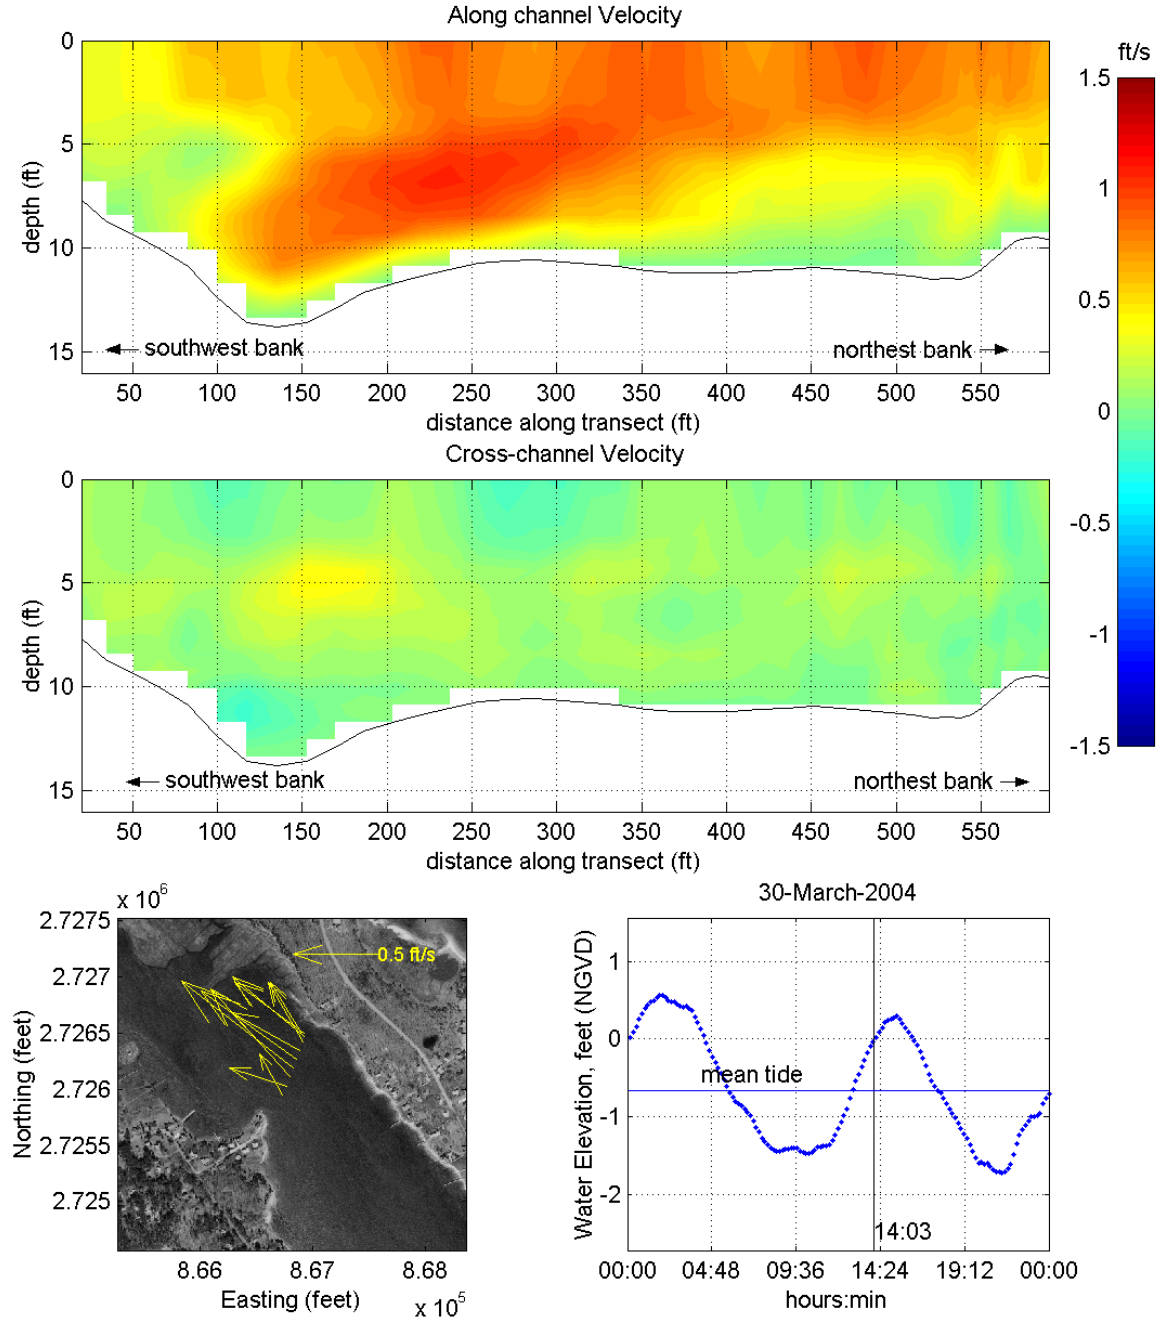 Along channel Velocity
ft/s
0
5
10
15
depth (ft)
southwest bank
northest bank
50 100 150 200 250 300 350 400 450 500 550
distance along transect (ft)
1.5
1
0.5
0
-0.5
-1
-1.5
Cross-channel Velocity
0
5
10
15
depth (ft)
southwest bank
northest bank
50 100 150 200 250 300 350 400 450 500 550
distance along transect (ft)
x 10^6
2.7275
2.727
2.7265
2.726
2.7255
2.725
Northing (feet)
0.5 ft/s
8.66 8.67 8.68
Easting (feet)
x 10^5
30-March-2004
1
0
-1
-2
Water Elevation, feet (NGVD)
mean tide
14:03
00:00 04:48 09:36 14:24 19:12 00:00
hours:min